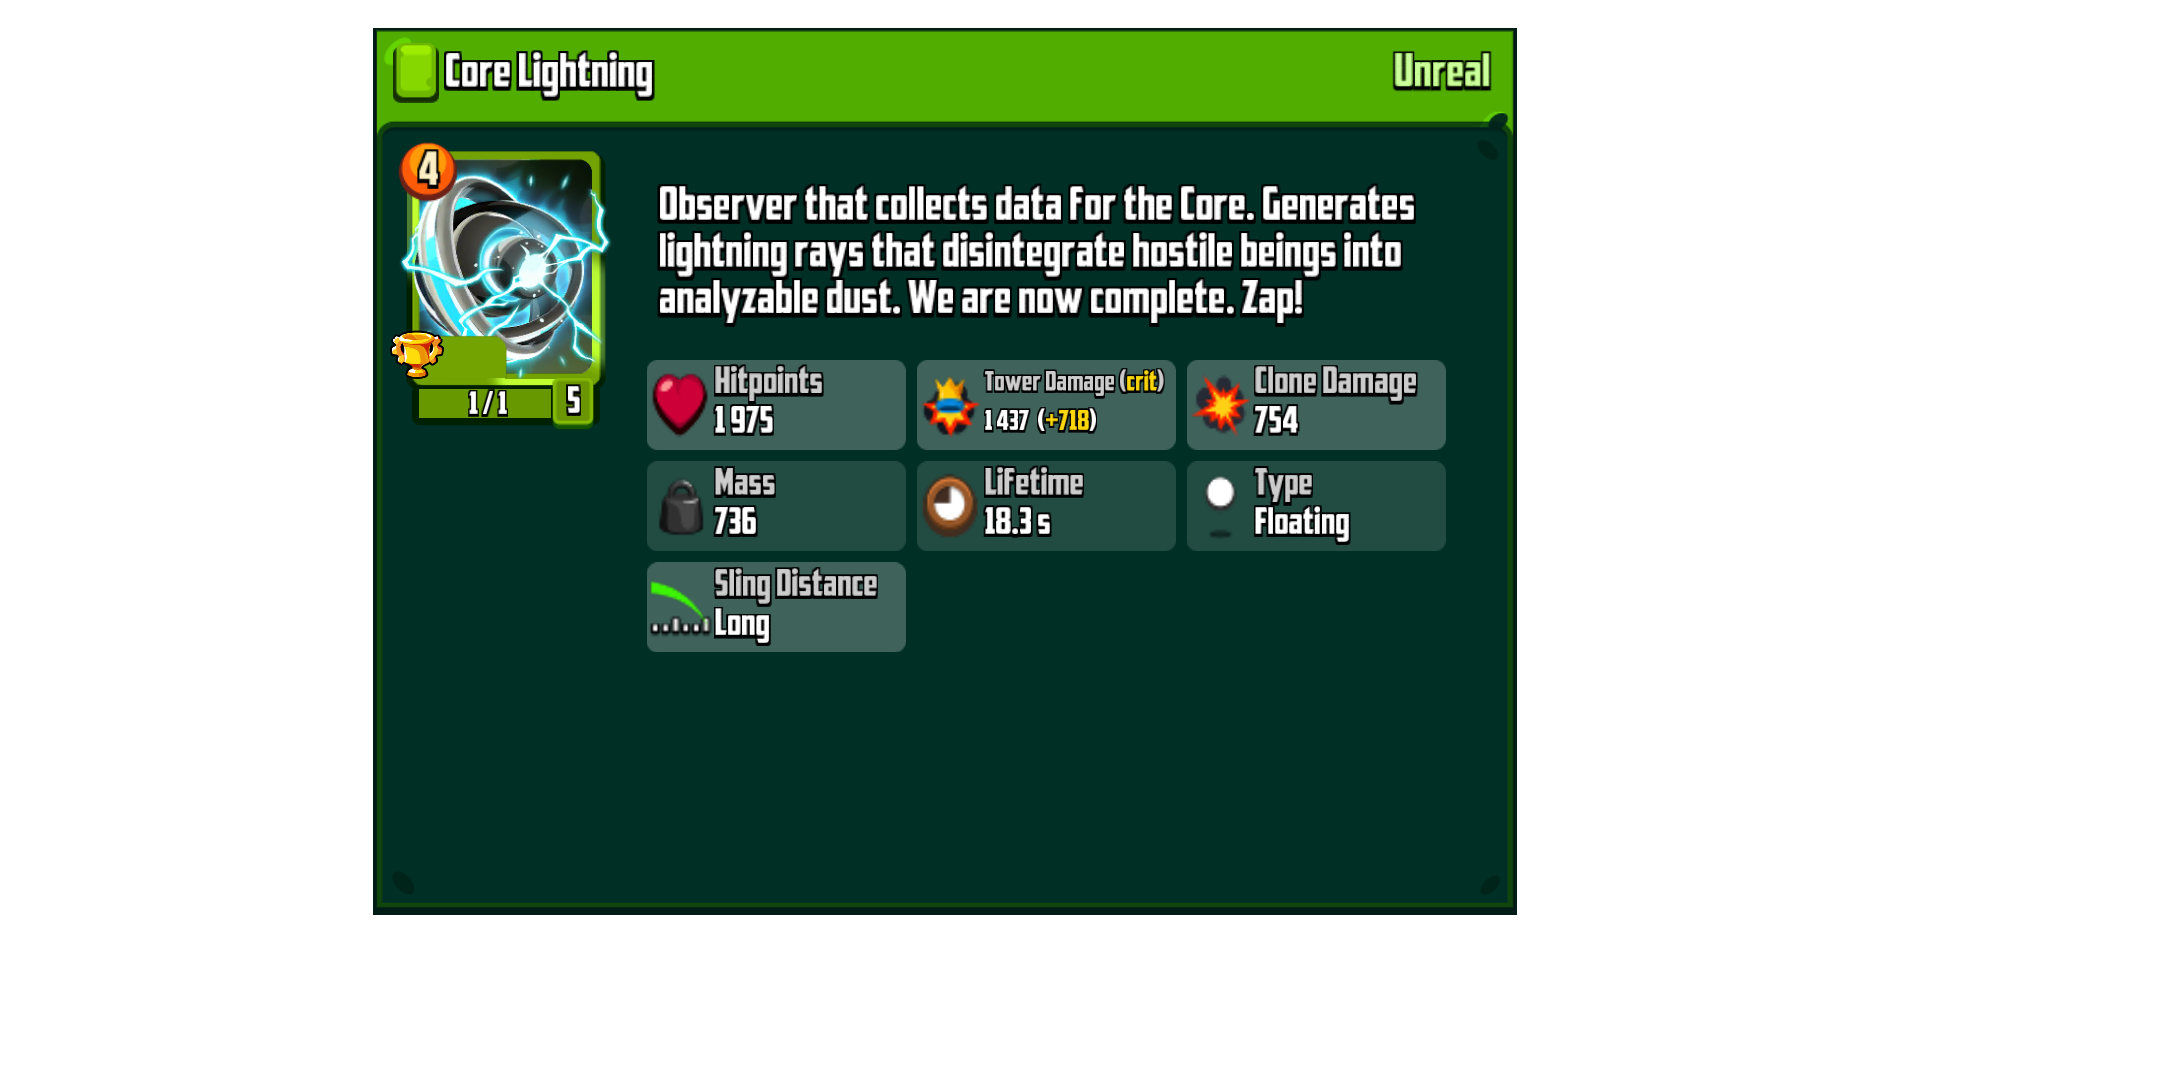 Core Lightning
Unreal
4
Observer that collects data for the Core. Generates
lightning rays that disintegrate hostile beings into
analyzable dust. We are now complete. Zap!
1/1
5
Hitpoints
1 975
Tower Damage (crit)
1 437 (+718)
Clone Damage
754
Mass
736
Lifetime
18.3 s
Type
Floating
Sling Distance
Long